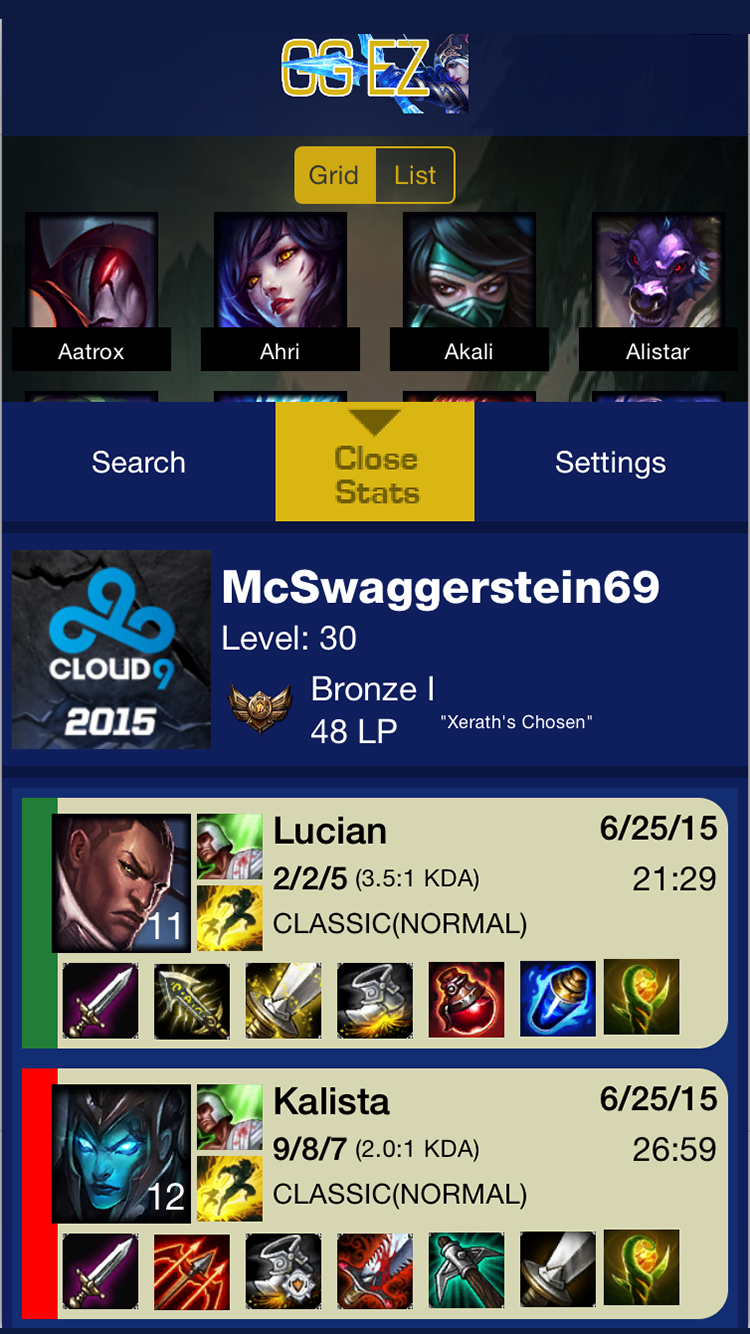 GG EZ
Grid List
Aatrox Ahri Akali Alistar
Search Close Stats Settings
McSwaggerstein69
Level: 30
CLOUD9
2015
Bronze I
48 LP "Xerath's Chosen"
Lucian 6/25/15
2/2/5 (3.5:1 KDA) 21:29
11 CLASSIC(NORMAL)
Kalista 6/25/15
9/8/7 (2.0:1 KDA) 26:59
12 CLASSIC(NORMAL)